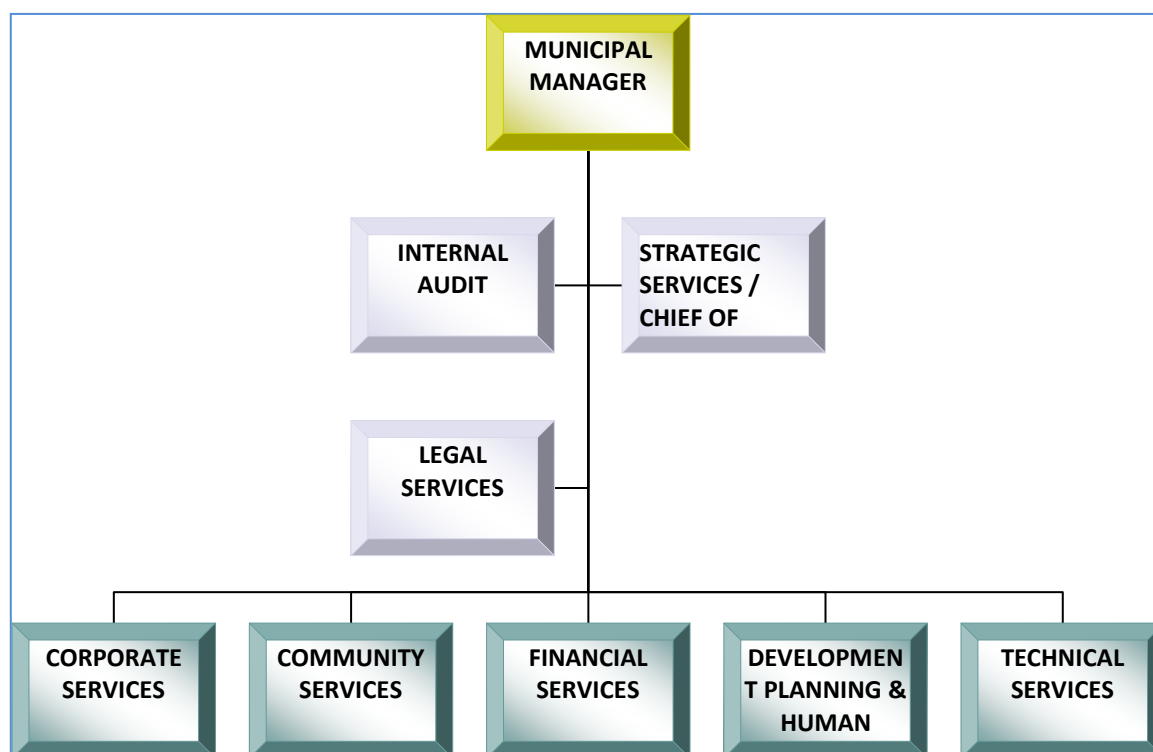 MUNICIPAL
MANAGER
INTERNAL
AUDIT
STRATEGIC
SERVICES /
CHIEF OF
LEGAL
SERVICES
CORPORATE
SERVICES
COMMUNITY
SERVICES
FINANCIAL
SERVICES
DEVELOPMEN
T PLANNING &
HUMAN
TECHNICAL
SERVICES